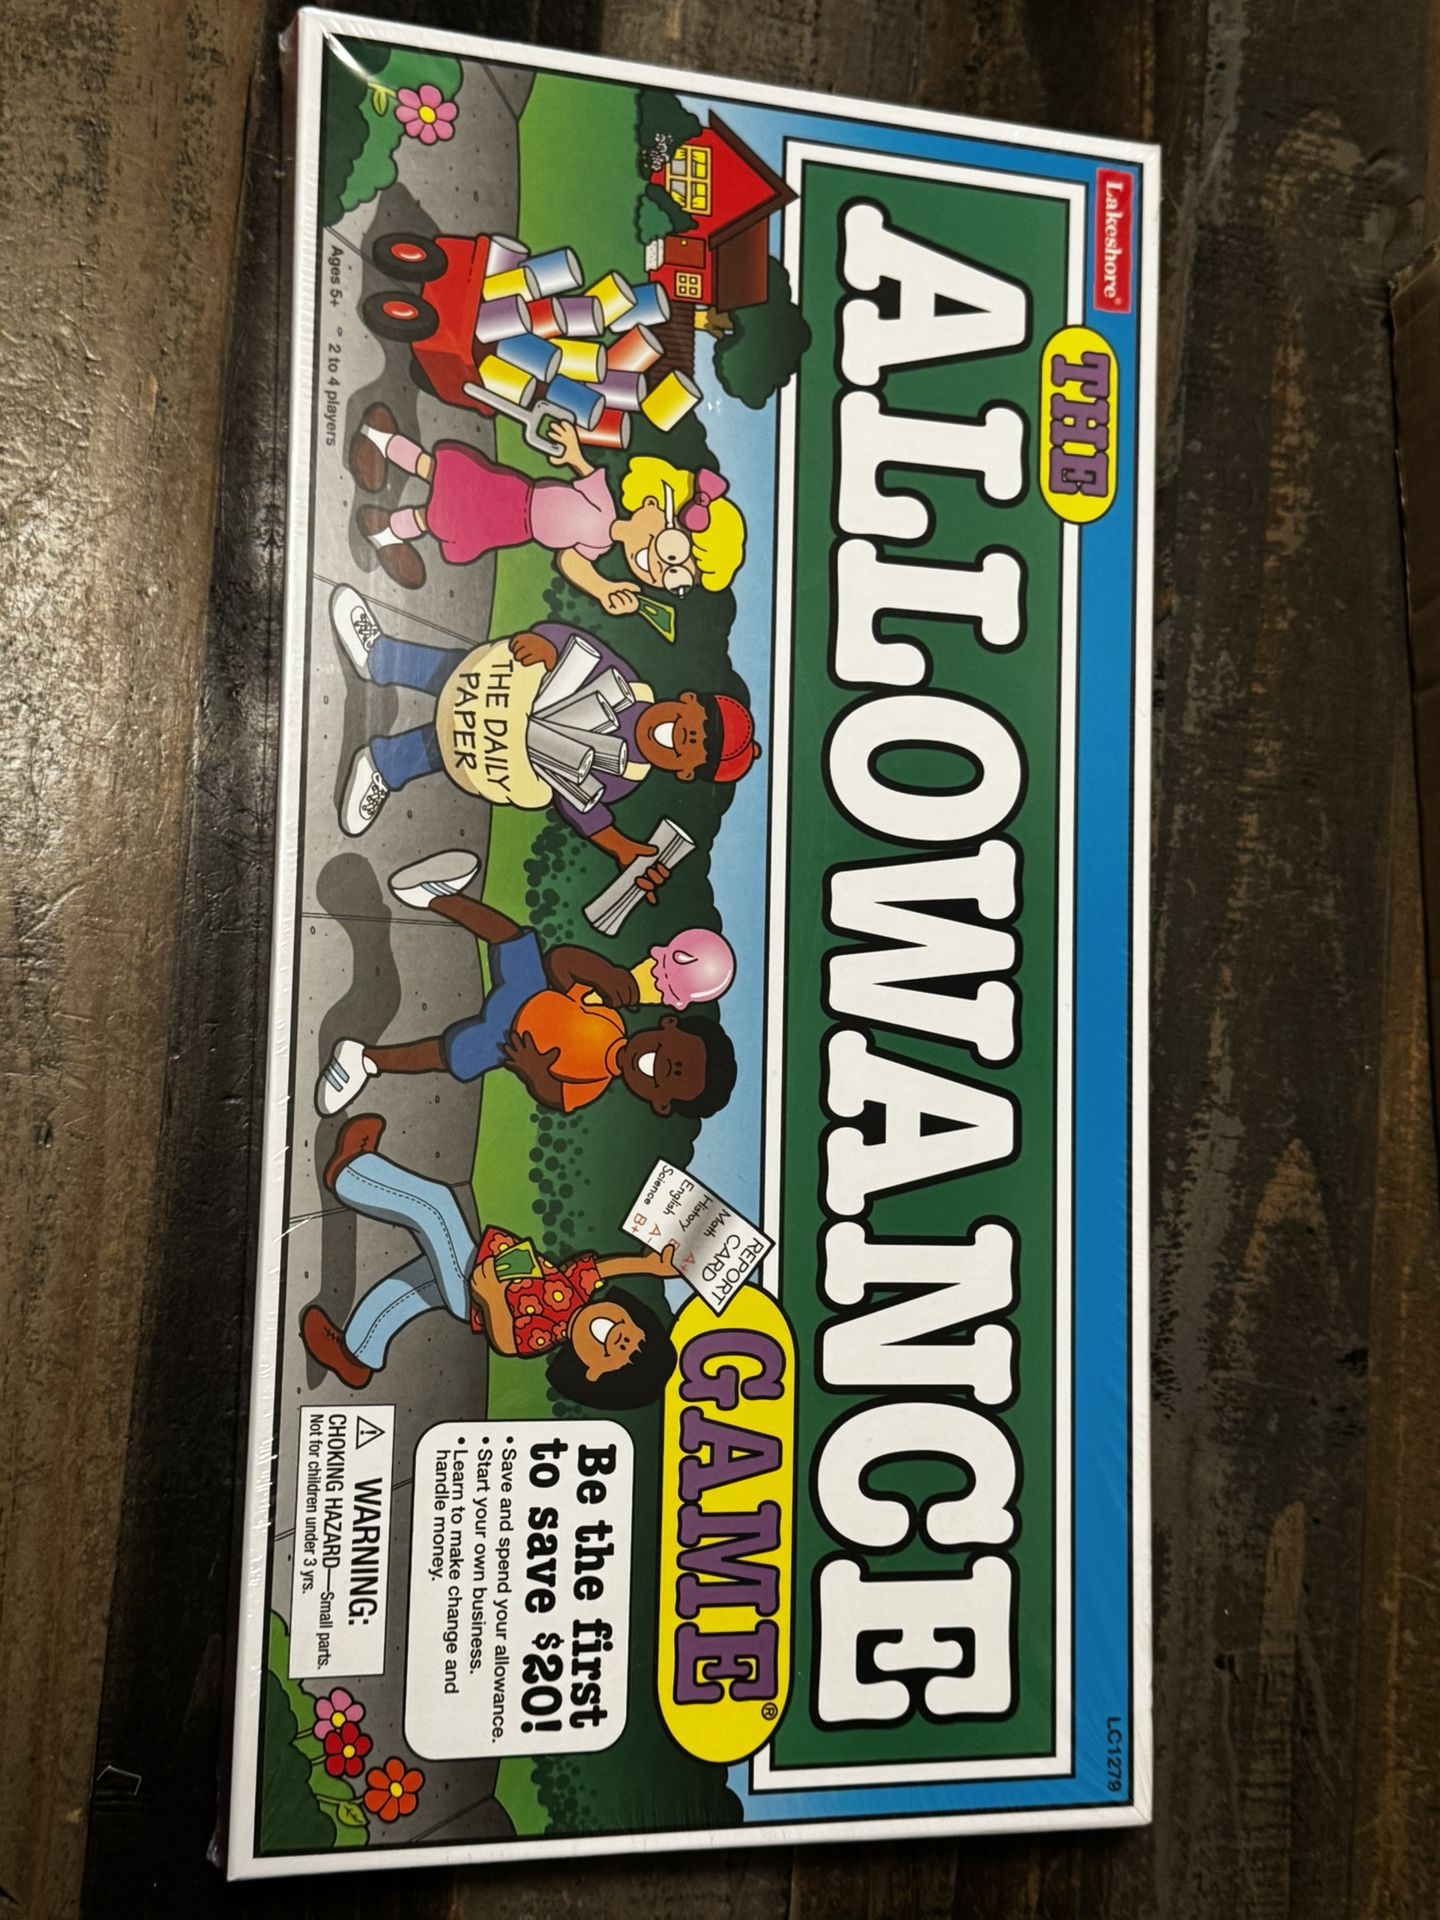 Lakeshore®
LC1279
THE
ALLOWANCE
GAME®
REPORT
CARD
Math A+
History B
English A-
Science B+
THE DAILY
PAPER
Be the first
to save $20!
• Save and spend your allowance.
• Start your own business.
• Learn to make change and
handle money.
Ages 5+ ° 2 to 4 players
⚠ WARNING:
CHOKING HAZARD—Small parts.
Not for children under 3 yrs.